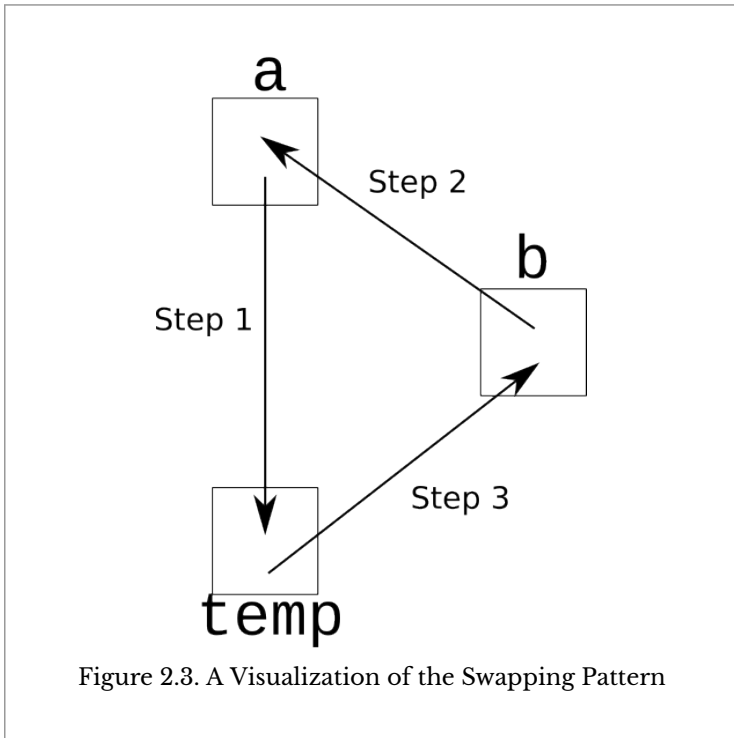 a
Step 2
b
Step 1
Step 3
temp
Figure 2.3. A Visualization of the Swapping Pattern